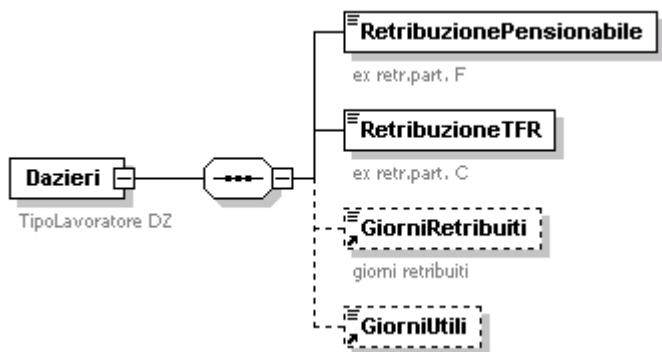 RetribuzionePensionabile
ex retr.part. F
RetribuzioneTFR
ex retr.part. C
Dazieri
TipoLavoratore DZ
GiorniRetribuiti
giorni retribuiti
GiorniUtili